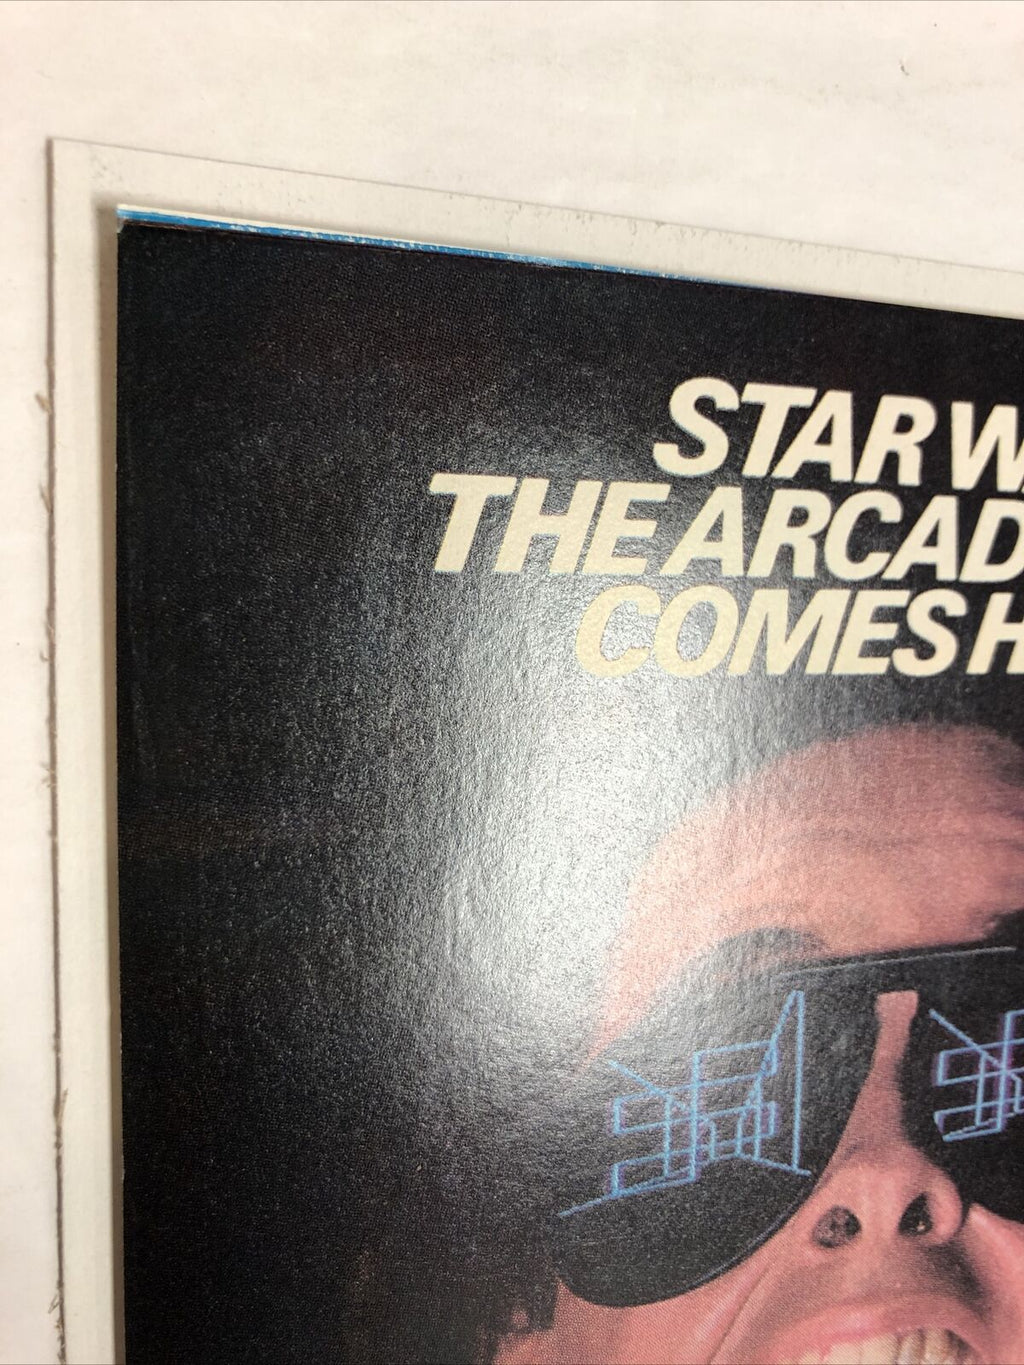 STAR W
THE ARCAD
COMES H